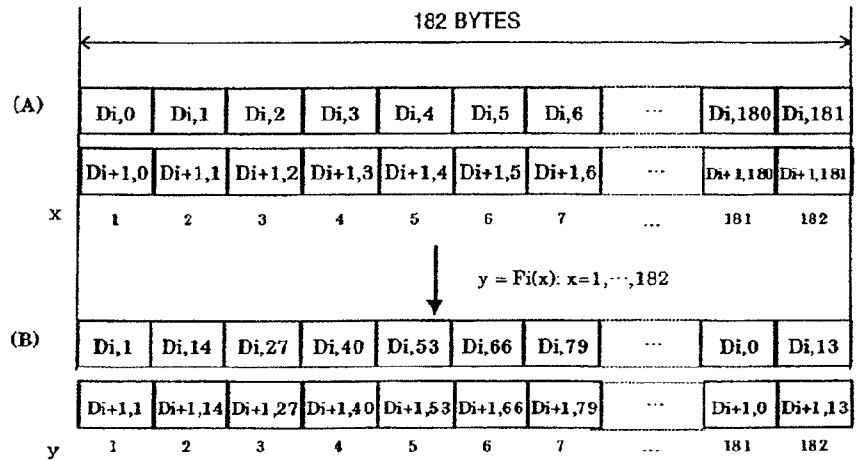 182 BYTES
(A) Di,0 Di,1 Di,2 Di,3 Di,4 Di,5 Di,6 ... Di,180 Di,181
Di+1,0 Di+1,1 Di+1,2 Di+1,3 Di+1,4 Di+1,5 Di+1,6 ... Di+1,180 Di+1,181
x 1 2 3 4 5 6 7 ... 181 182
y = Fi(x): x=1,...,182
(B) Di,1 Di,14 Di,27 Di,40 Di,53 Di,66 Di,79 ... Di,0 Di,13
Di+1,1 Di+1,14 Di+1,27 Di+1,40 Di+1,53 Di+1,66 Di+1,79 ... Di+1,0 Di+1,13
y 1 2 3 4 5 6 7 ... 181 182